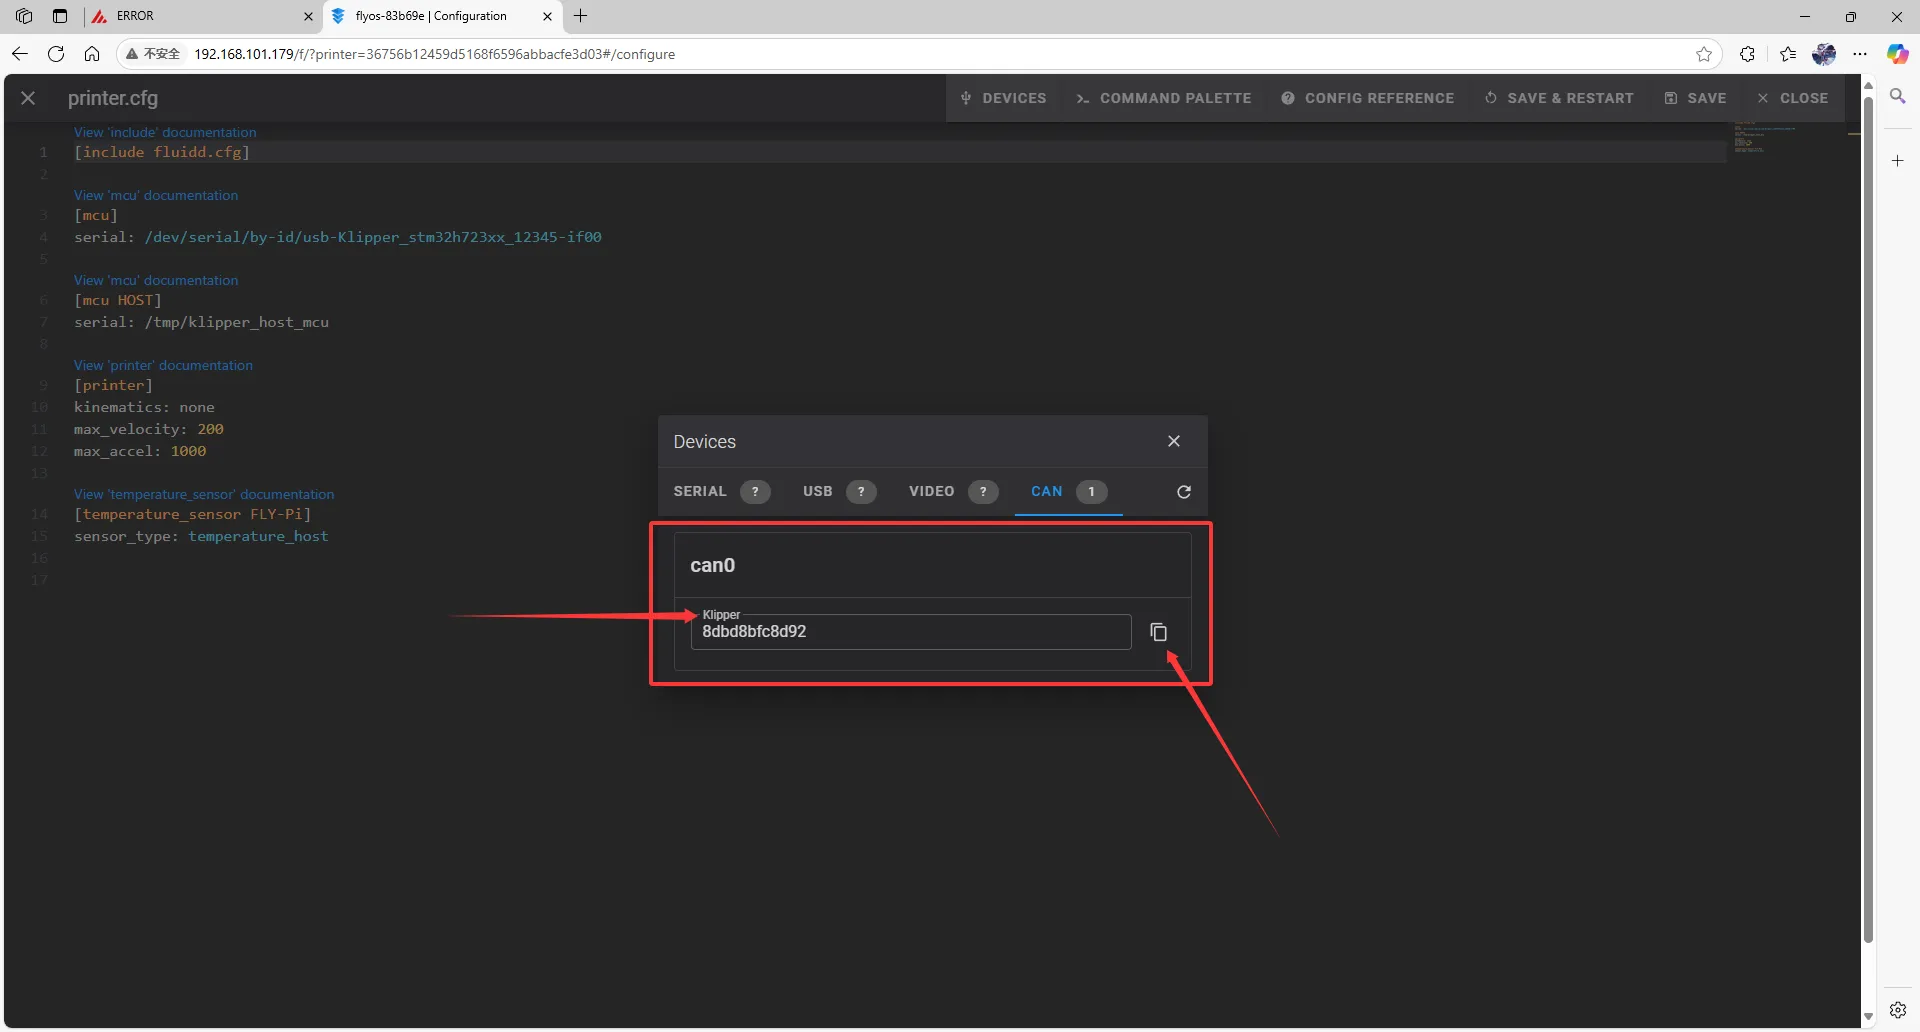 ERROR
flyos-83b69e | Configuration
不安全
192.168.101.179/f/?printer=36756b12459d5168f6596abbacfe3d03#/configure
printer.cfg
DEVICES
COMMAND PALETTE
CONFIG REFERENCE
SAVE & RESTART
SAVE
CLOSE
View 'include' documentation
1 [include fluidd.cfg]
2
View 'mcu' documentation
3 [mcu]
4 serial: /dev/serial/by-id/usb-Klipper_stm32h723xx_12345-if00
5
View 'mcu' documentation
6 [mcu HOST]
7 serial: /tmp/klipper_host_mcu
8
View 'printer' documentation
9 [printer]
10 kinematics: none
11 max_velocity: 200
12 max_accel: 1000
13
View 'temperature_sensor' documentation
14 [temperature_sensor FLY-Pi]
15 sensor_type: temperature_host
16
17
Devices
SERIAL ?
USB ?
VIDEO ?
CAN 1
can0
Klipper
8dbd8bfc8d92